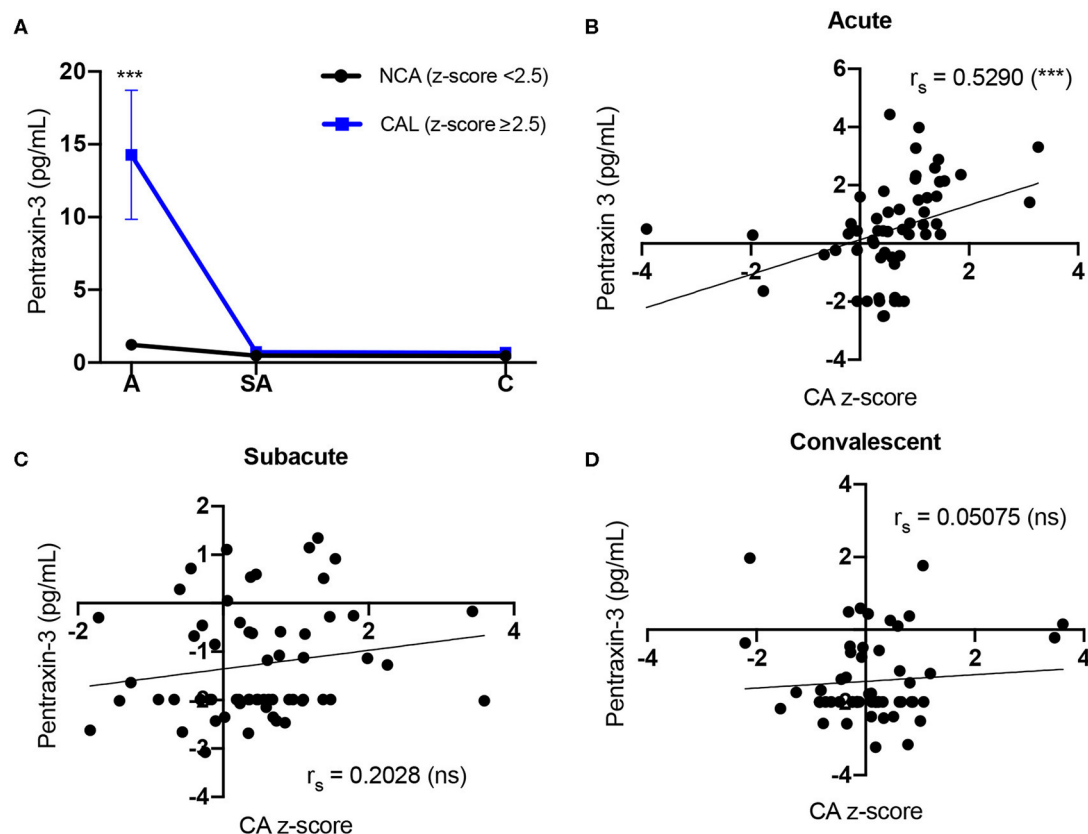 A
Pentraxin-3 (pg/mL)
20
15
10
5
0
***
NCA (z-score <2.5)
CAL (z-score ≥2.5)
A SA C
B
Acute
r_s = 0.5290 (***)
Pentraxin 3 (pg/mL)
6
4
2
-4 -2 2 4
-2
-4
CA z-score
C
Subacute
Pentraxin-3 (pg/mL)
2
1
-2 2 4
-1
-2
-3
-4
r_s = 0.2028 (ns)
CA z-score
D
Convalescent
4
r_s = 0.05075 (ns)
Pentraxin-3 (pg/mL)
2
-4 -2 2 4
-2
-4
CA z-score